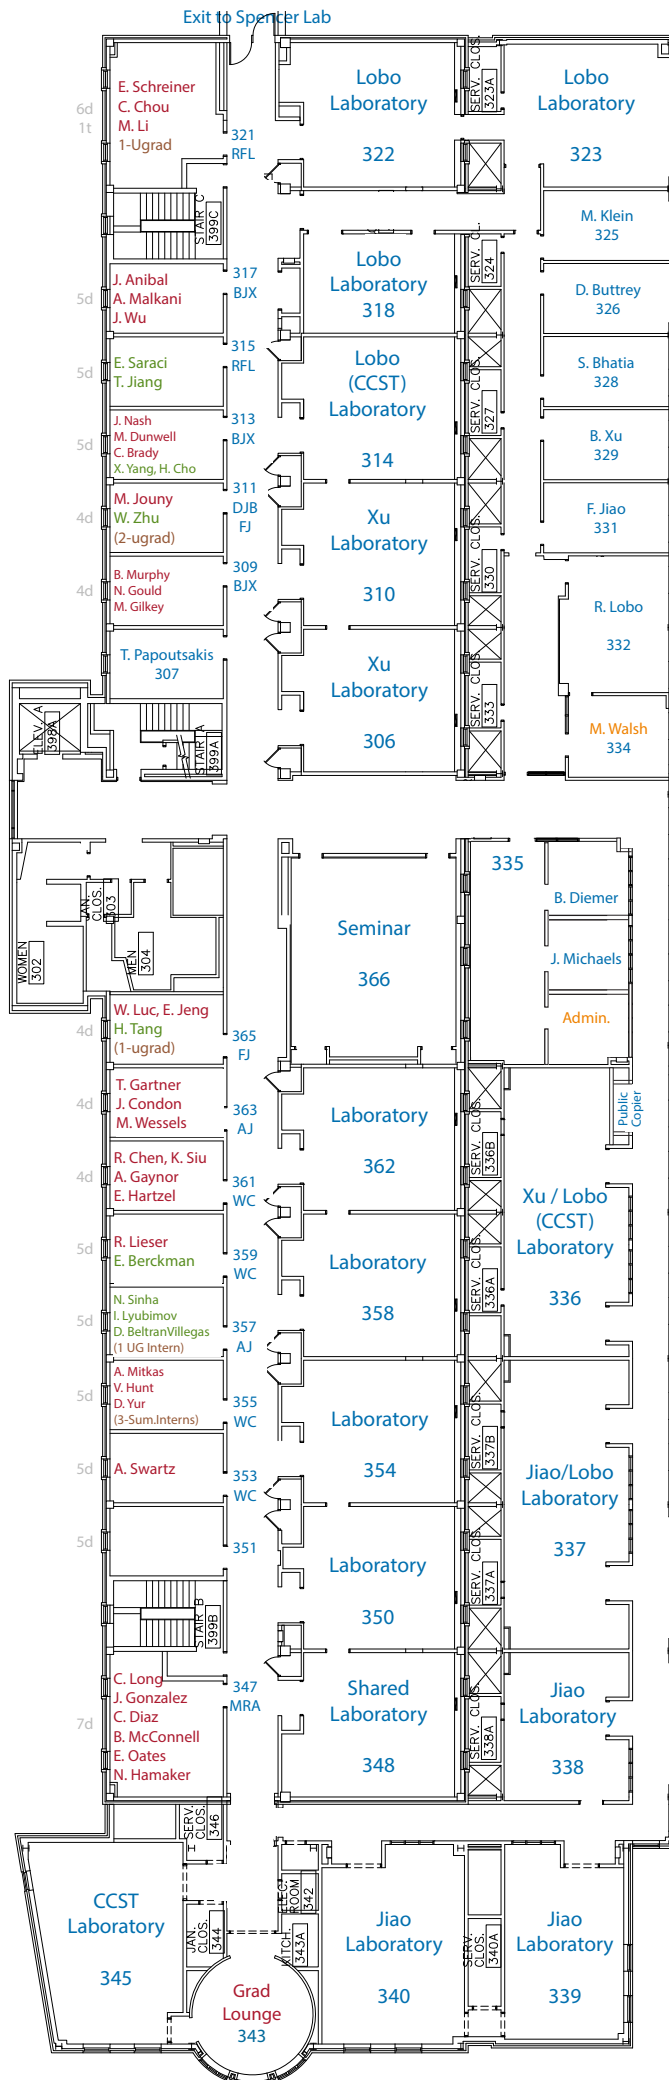 Exit to Spencer Lab
6d
1t
E. Schreiner
C. Chou
M. Li
1-Ugrad
321
RFL
Lobo
Laboratory
322
SERV. CLOS.
323A
Lobo
Laboratory
323
STAIR C
399C
M. Klein
325
5d
J. Anibal
A. Malkani
J. Wu
317
BJX
Lobo
Laboratory
318
SERV. CL.
324
D. Buttrey
326
5d
E. Saraci
T. Jiang
315
RFL
Lobo
(CCST)
Laboratory
314
SERV. CLOS.
327
S. Bhatia
328
5d
J. Nash
M. Dunwell
C. Brady
X. Yang, H. Cho
313
BJX
B. Xu
329
4d
M. Jouny
W. Zhu
(2-ugrad)
311
DJB
FJ
Xu
Laboratory
310
SERV. CLOS.
330
F. Jiao
331
4d
B. Murphy
N. Gould
M. Gilkey
309
BJX
R. Lobo
332
T. Papoutsakis
307
Xu
Laboratory
306
SERV. CLOS.
333
ELEV. A
398A
STAIR A
399A
M. Walsh
334
335
B. Diemer
J. Michaels
Admin.
JAN.
CLOS.
303
WOMEN
302
MEN
304
Seminar
366
4d
W. Luc, E. Jeng
H. Tang
(1-ugrad)
365
FJ
4d
T. Gartner
J. Condon
M. Wessels
363
AJ
Laboratory
362
SERV. CLOS.
336B
Public
Copier
4d
R. Chen, K. Siu
A. Gaynor
E. Hartzel
361
WC
Xu / Lobo
(CCST)
Laboratory
336
5d
R. Lieser
E. Berckman
359
WC
Laboratory
358
SERV. CLOS.
336A
5d
N. Sinha
I. Lyubimov
D. BeltranVillegas
(1 UG Intern)
357
AJ
5d
A. Mitkas
V. Hunt
D. Yur
(3-Sum.Interns)
355
WC
Laboratory
354
SERV. CLOS.
337B
5d
A. Swartz
353
WC
Jiao/Lobo
Laboratory
337
5d
351
Laboratory
350
SERV. CLOS.
337A
STAIR B
399B
7d
C. Long
J. Gonzalez
C. Diaz
B. McConnell
E. Oates
N. Hamaker
347
MRA
Shared
Laboratory
348
SERV. CLOS.
338A
Jiao
Laboratory
338
SERV.
CLOS.
346
CCST
Laboratory
345
JAN.
CLOS.
344
ELEC.
ROOM
342
KITCH.
343A
Grad
Lounge
343
Jiao
Laboratory
340
SERV.
CLOS.
340A
Jiao
Laboratory
339